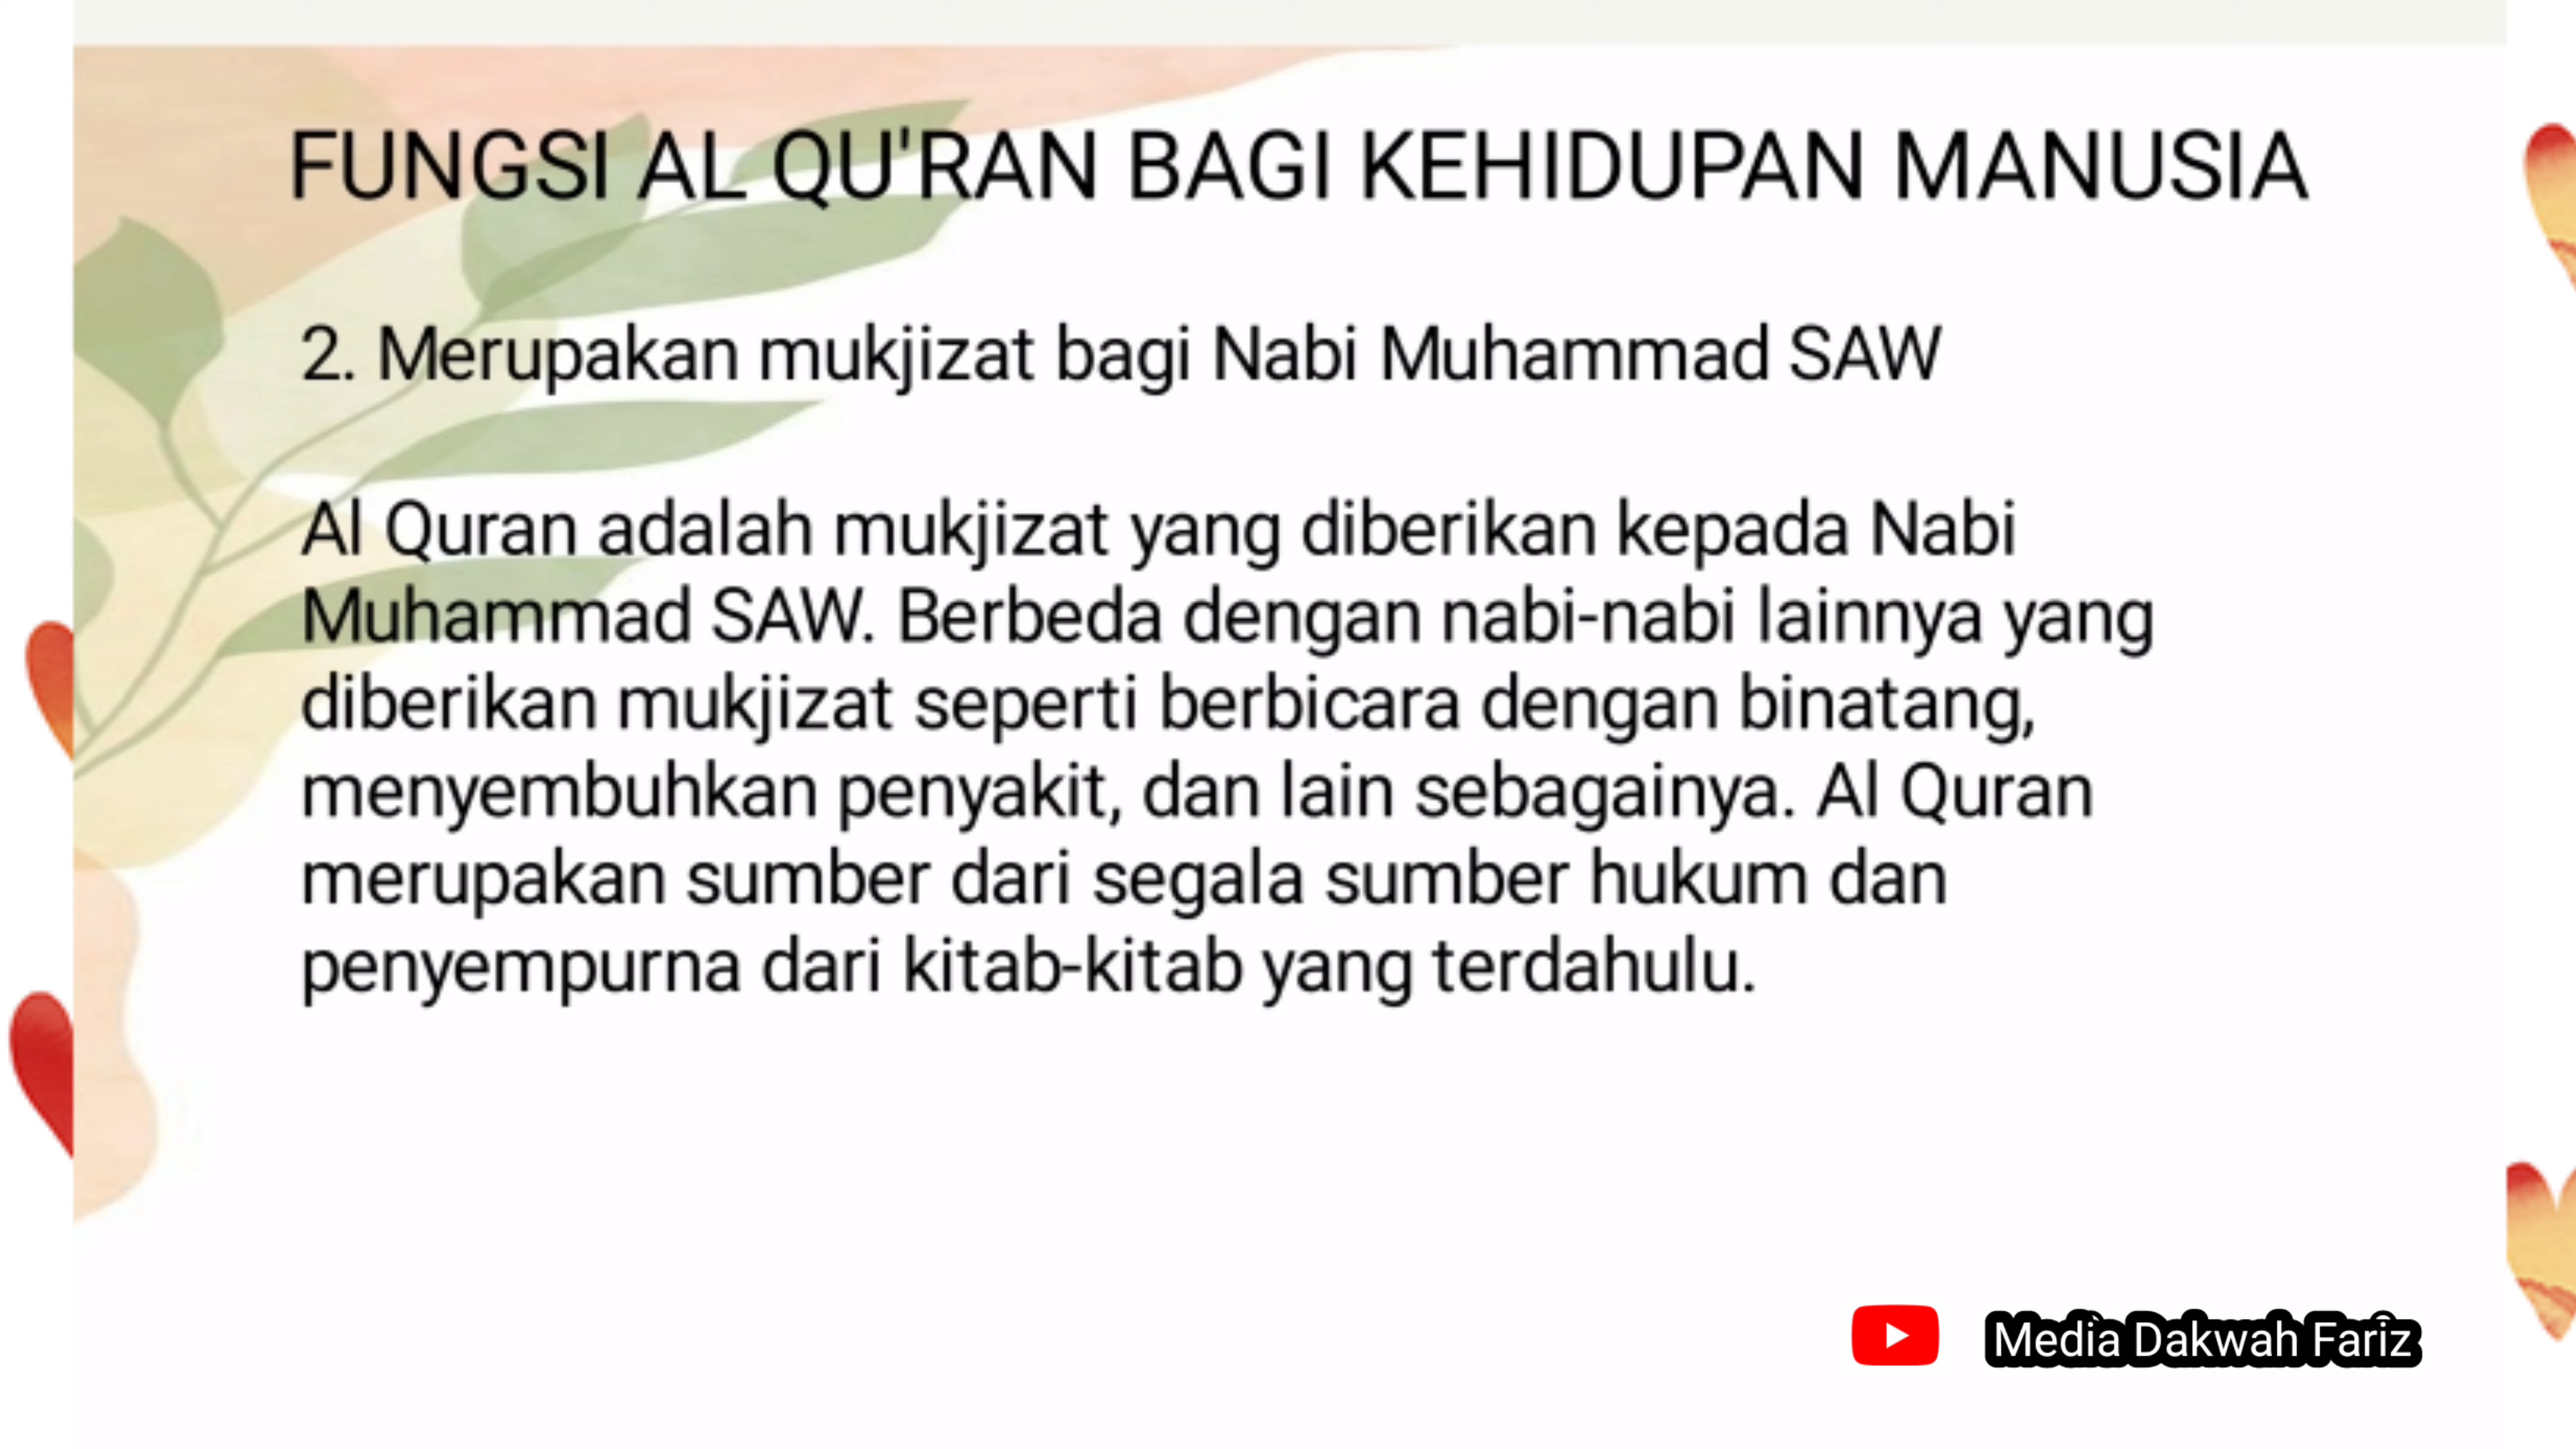 FUNGSI AL QU'RAN BAGI KEHIDUPAN MANUSIA
2. Merupakan mukjizat bagi Nabi Muhammad SAW
Al Quran adalah mukjizat yang diberikan kepada Nabi
Muhammad SAW. Berbeda dengan nabi-nabi lainnya yang
diberikan mukjizat seperti berbicara dengan binatang,
menyembuhkan penyakit, dan lain sebagainya. Al Quran
merupakan sumber dari segala sumber hukum dan
penyempurna dari kitab-kitab yang terdahulu.
Media Dakwah Fariz